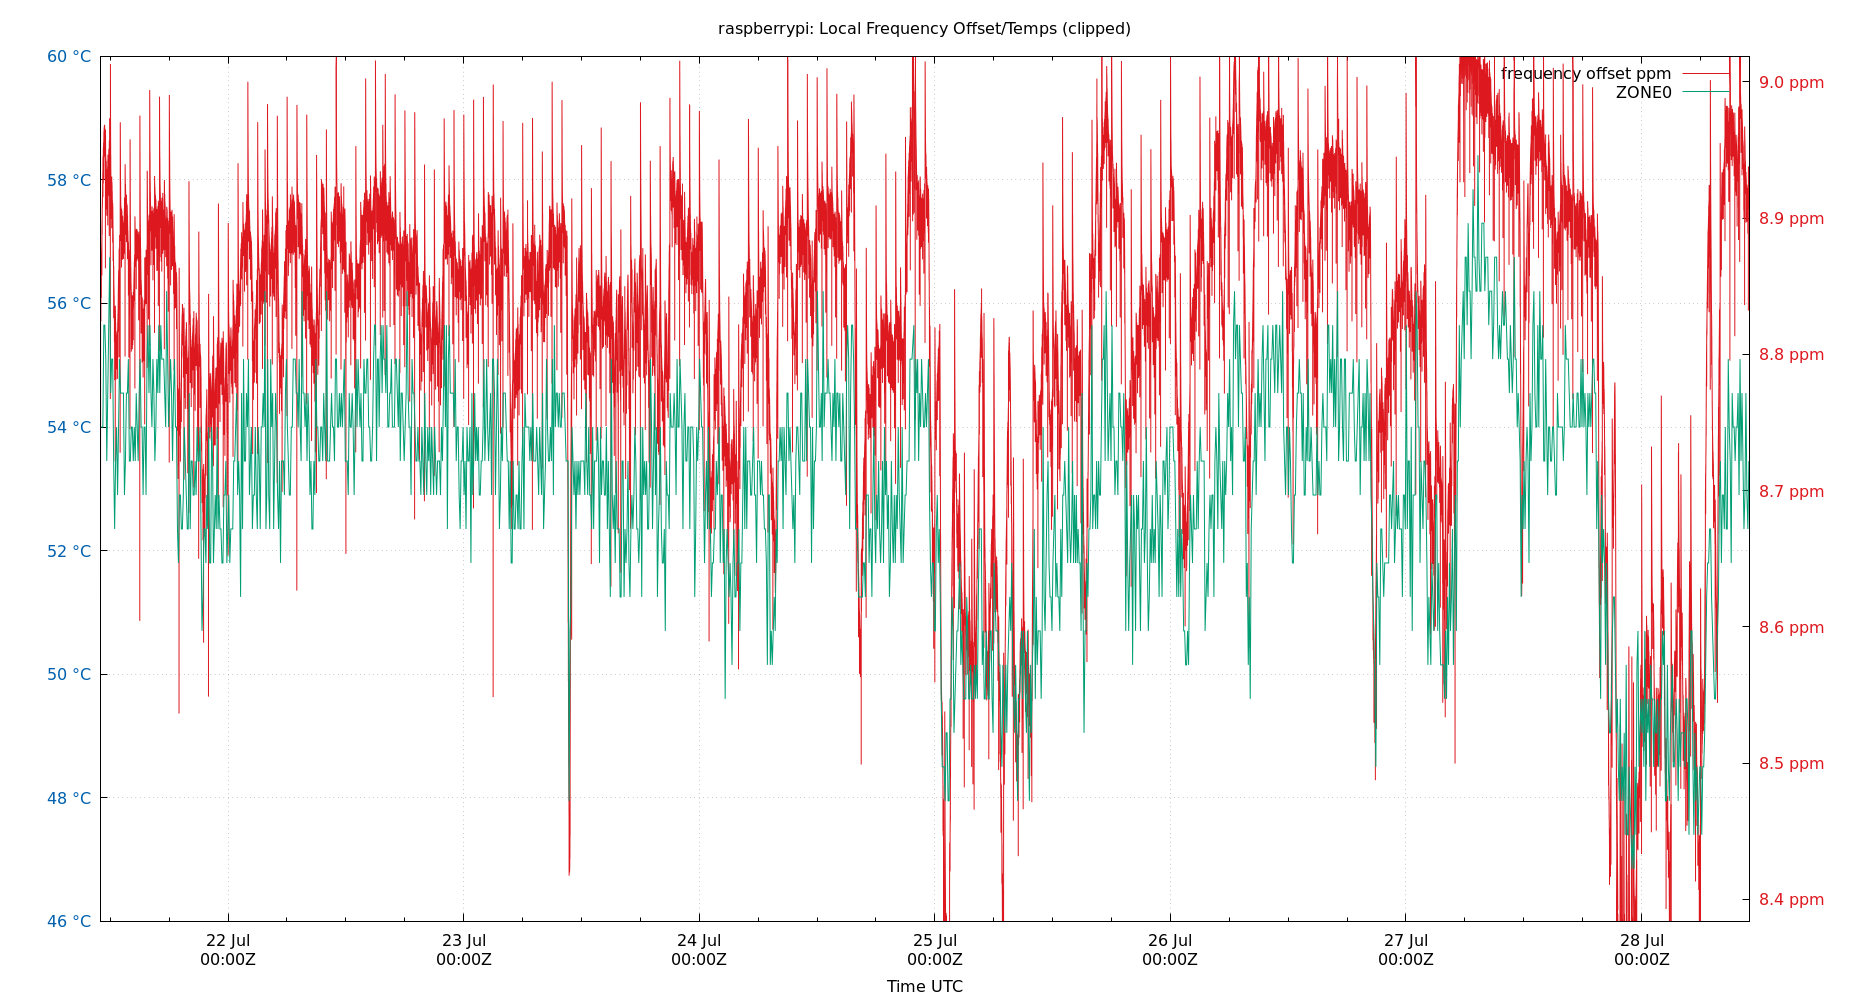 raspberrypi: Local Frequency Offset/Temps (clipped)
60 °C
58 °C
56 °C
54 °C
52 °C
50 °C
48 °C
46 °C
frequency offset ppm
ZONE0
9.0 ppm
8.9 ppm
8.8 ppm
8.7 ppm
8.6 ppm
8.5 ppm
8.4 ppm
22 Jul
00:00Z
23 Jul
00:00Z
24 Jul
00:00Z
25 Jul
00:00Z
26 Jul
00:00Z
27 Jul
00:00Z
28 Jul
00:00Z
Time UTC